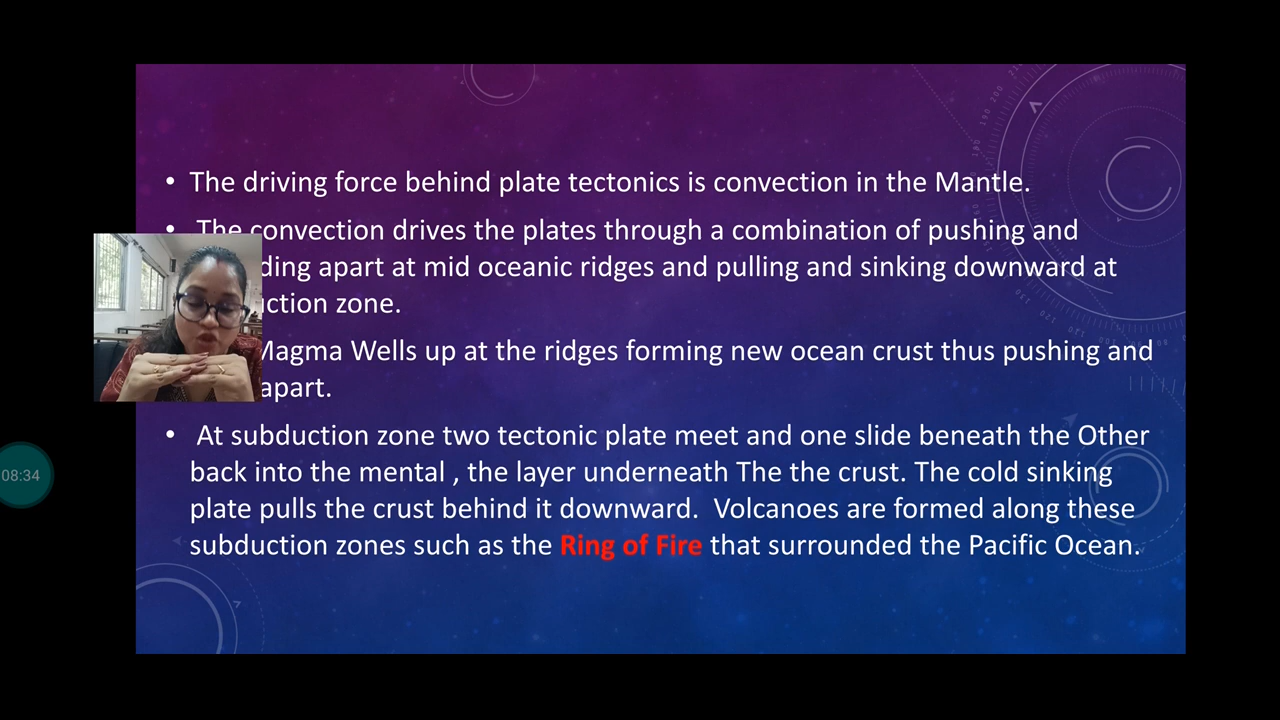 • The driving force behind plate tectonics is convection in the Mantle.
• The convection drives the plates through a combination of pushing and
ding apart at mid oceanic ridges and pulling and sinking downward at
uction zone.
Magma Wells up at the ridges forming new ocean crust thus pushing and
apart.
• At subduction zone two tectonic plate meet and one slide beneath the Other
back into the mental , the layer underneath The the crust. The cold sinking
plate pulls the crust behind it downward. Volcanoes are formed along these
subduction zones such as the Ring of Fire that surrounded the Pacific Ocean.
08:34